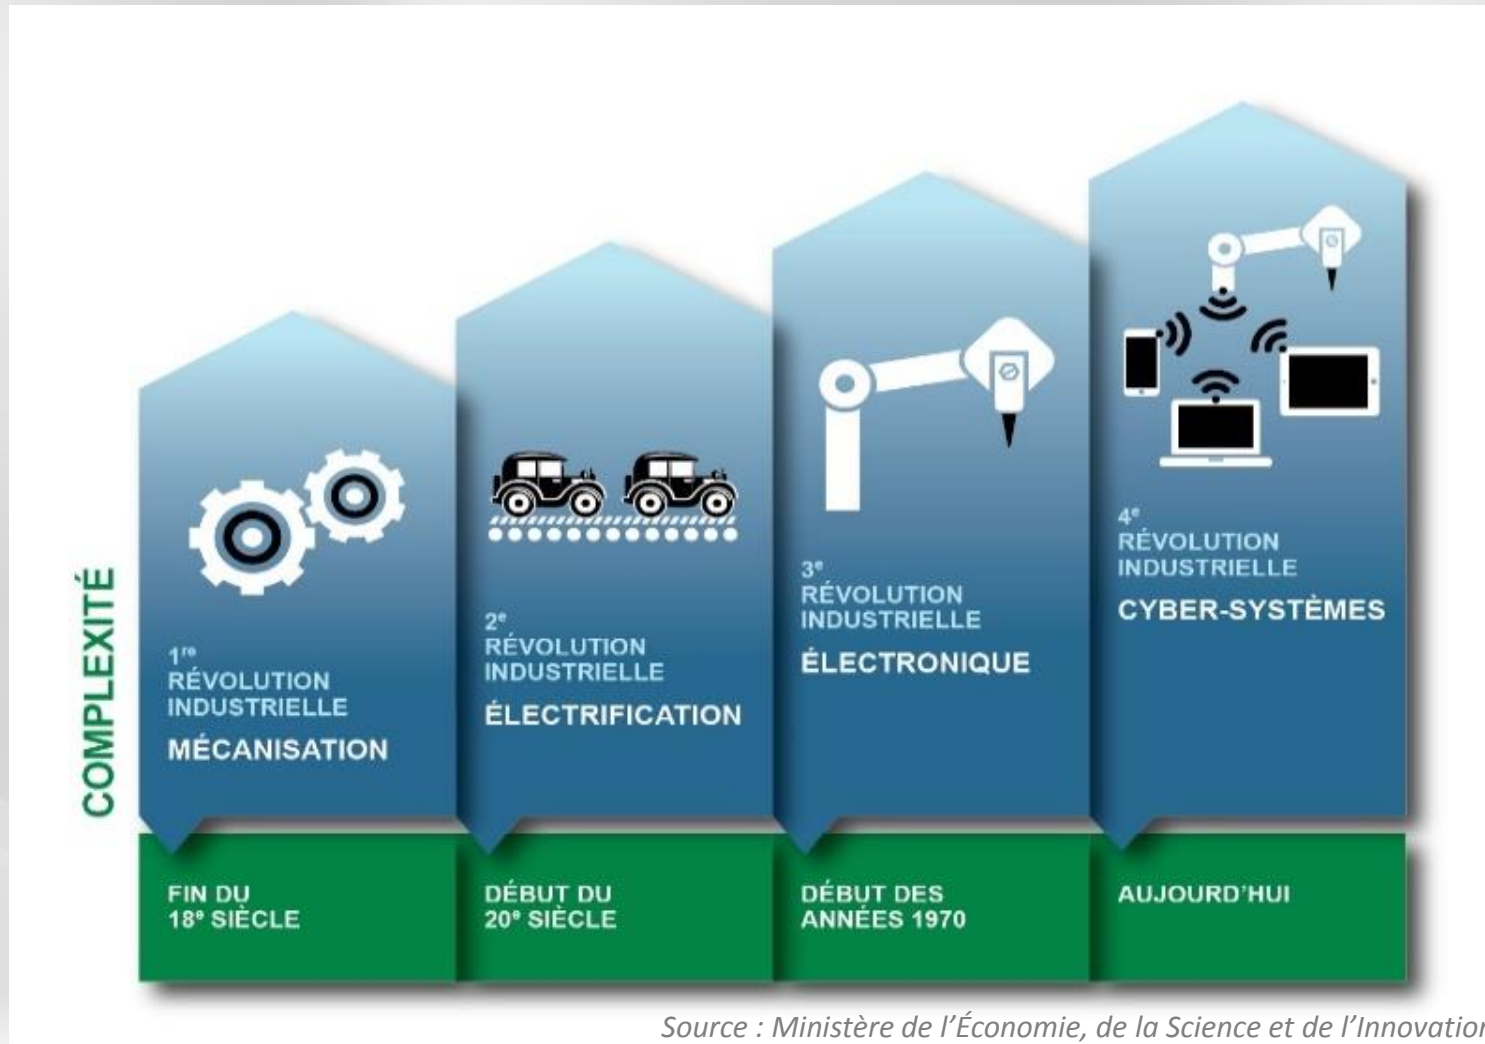 COMPLEXITÉ
1re
RÉVOLUTION
INDUSTRIELLE
MÉCANISATION
2e
RÉVOLUTION
INDUSTRIELLE
ÉLECTRIFICATION
3e
RÉVOLUTION
INDUSTRIELLE
ÉLECTRONIQUE
4e
RÉVOLUTION
INDUSTRIELLE
CYBER-SYSTÈMES
FIN DU
18e SIÈCLE
DÉBUT DU
20e SIÈCLE
DÉBUT DES
ANNÉES 1970
AUJOURD'HUI
Source : Ministère de l'Économie, de la Science et de l'Innovation